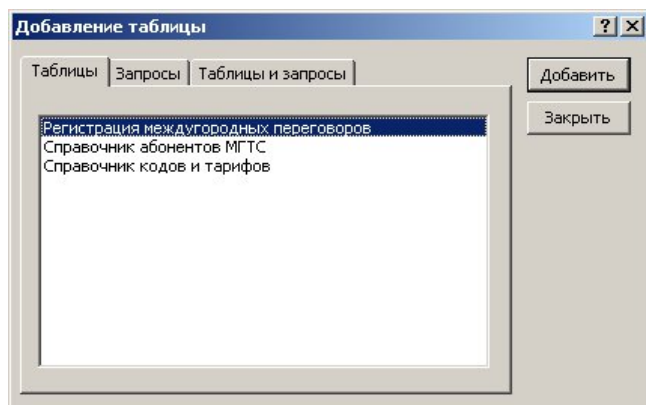 Добавление таблицы
Таблицы Запросы Таблицы и запросы
Добавить
Закрыть
Регистрация междугородных переговоров
Справочник абонентов МГТС
Справочник кодов и тарифов